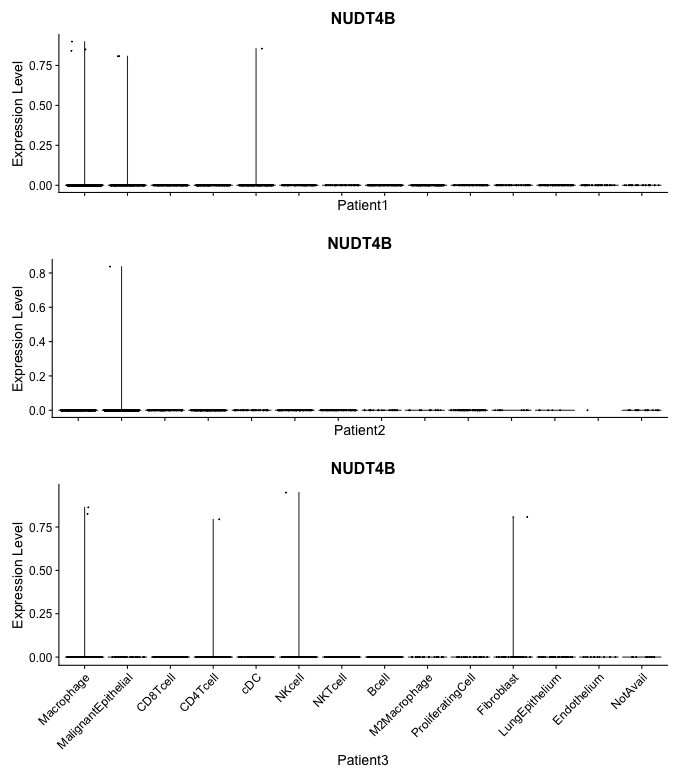 NUDT4B
Expression Level
0.75
0.50
0.25
0.00
Patient1
NUDT4B
Expression Level
0.8
0.6
0.4
0.2
0.0
Patient2
NUDT4B
Expression Level
0.75
0.50
0.25
0.00
Macrophage
MalignantEpithelial
CD8Tcell
CD4Tcell
cDC
NKcell
NKTcell
Bcell
M2Macrophage
ProliferatingCell
Fibroblast
LungEpithelium
Endothelium
NotAvail
Patient3